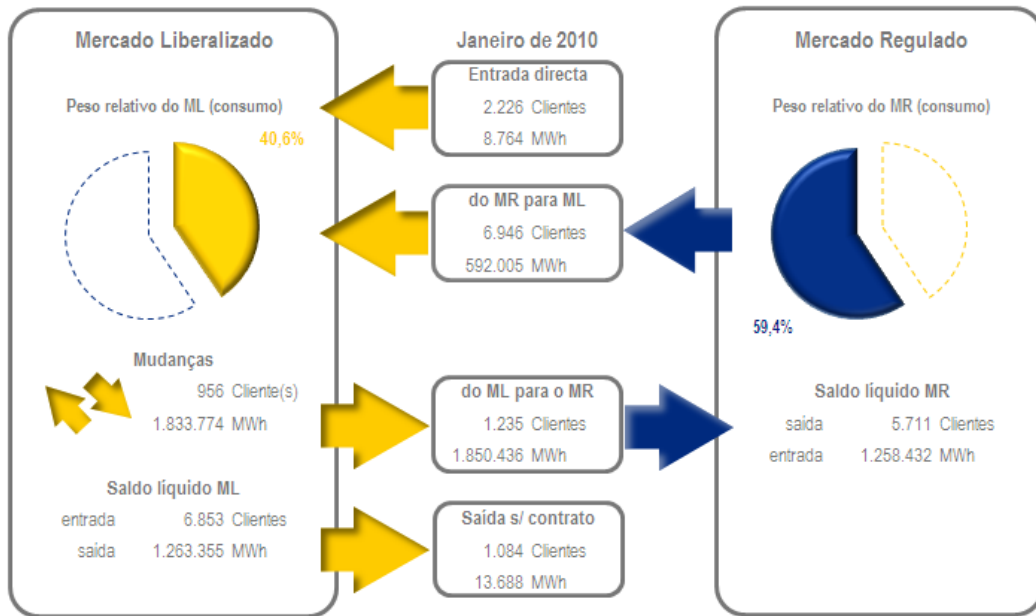 Mercado Liberalizado
Peso relativo do ML (consumo)
40,6%
Mudanças
956 Cliente(s)
1.833.774 MWh
Saldo líquido ML
entrada 6.853 Clientes
saída 1.263.355 MWh
Janeiro de 2010
Entrada directa
2.226 Clientes
8.764 MWh
do MR para ML
6.946 Clientes
592.005 MWh
do ML para o MR
1.235 Clientes
1.850.436 MWh
Saída s/ contrato
1.084 Clientes
13.688 MWh
Mercado Regulado
Peso relativo do MR (consumo)
59,4%
Saldo líquido MR
saída 5.711 Clientes
entrada 1.258.432 MWh